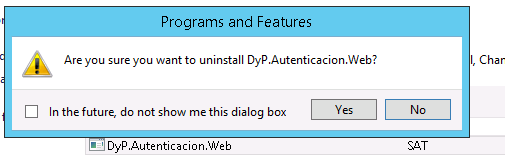 Programs and Features
Are you sure you want to uninstall DyP.Autenticacion.Web?
l, Chan
In the future, do not show me this dialog box
Yes
No
DyP.Autenticacion.Web
SAT